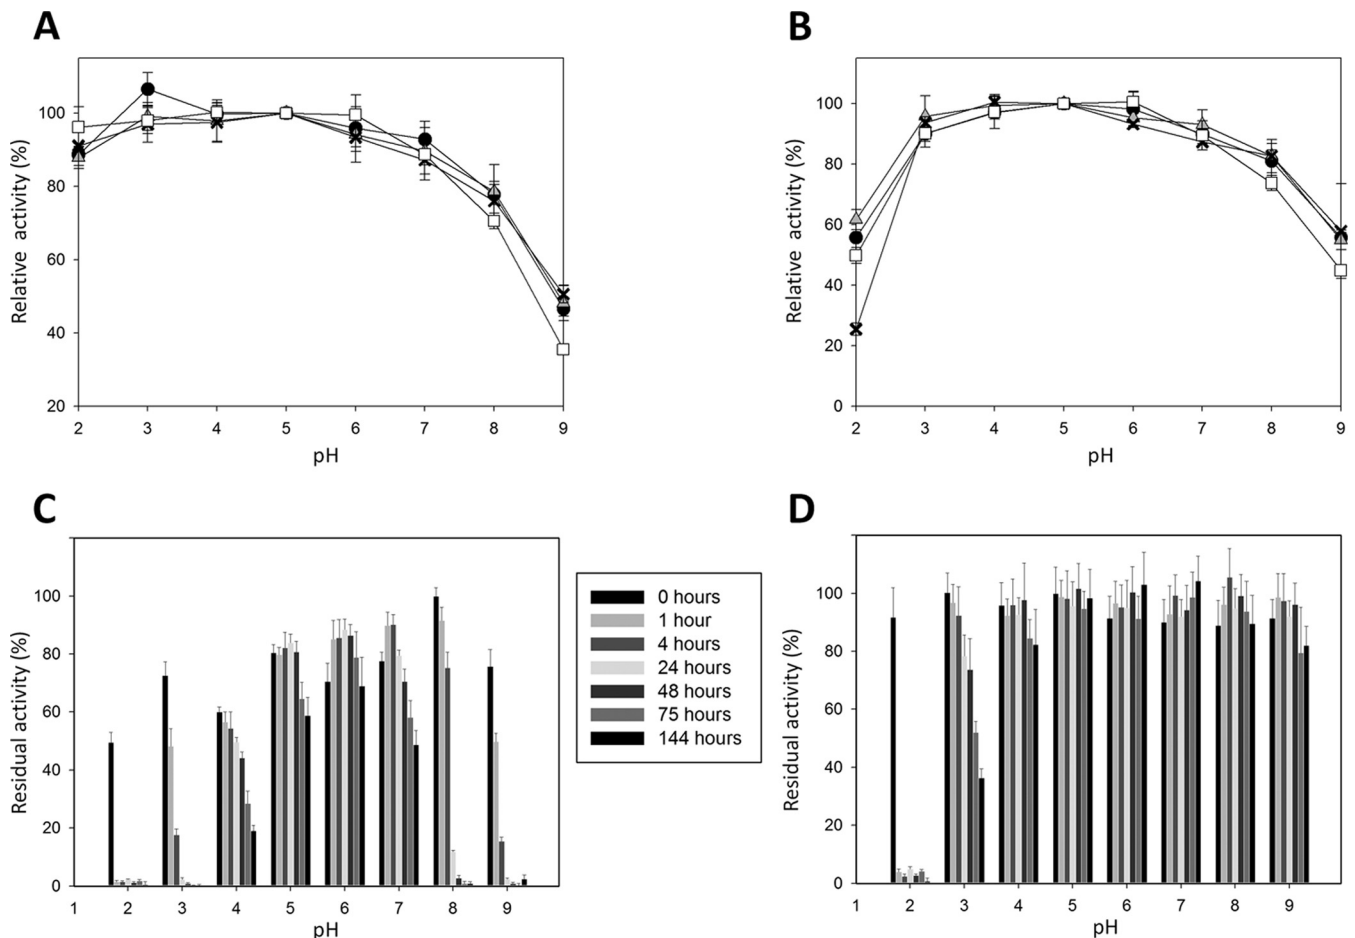 A
100
80
60
40
20
Relative activity (%)
2 3 4 5 6 7 8 9
pH
B
100
80
60
40
20
0
Relative activity (%)
2 3 4 5 6 7 8 9
pH
C
100
80
60
40
20
0
Residual activity (%)
1 2 3 4 5 6 7 8 9
pH
0 hours
1 hour
4 hours
24 hours
48 hours
75 hours
144 hours
D
100
80
60
40
20
0
Residual activity (%)
1 2 3 4 5 6 7 8 9
pH